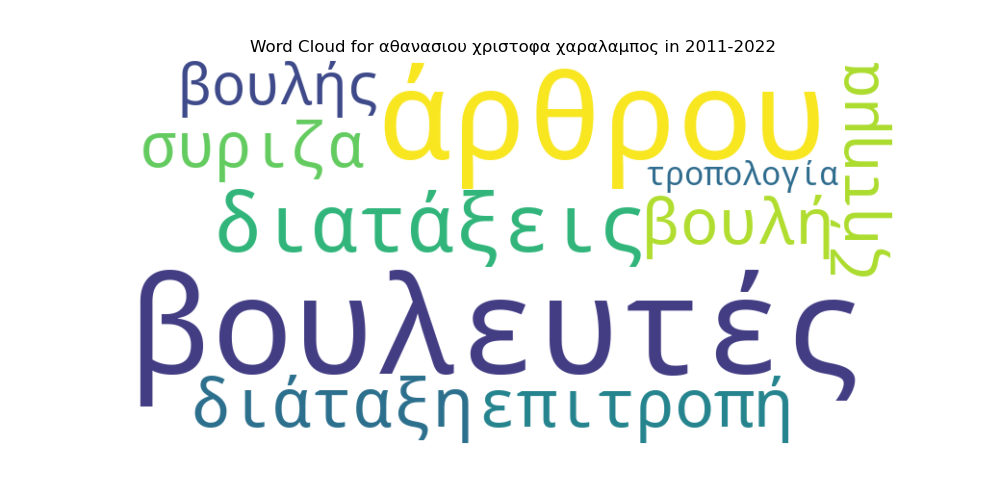 Word Cloud for αθανασιου χριστοφα χαραλαμπος in 2011-2022
βουλής
άρθρου
ζήτημα
συριζα
τροπολογία
διατάξεις
βουλή
βουλευτές
διάταξη
επιτροπή